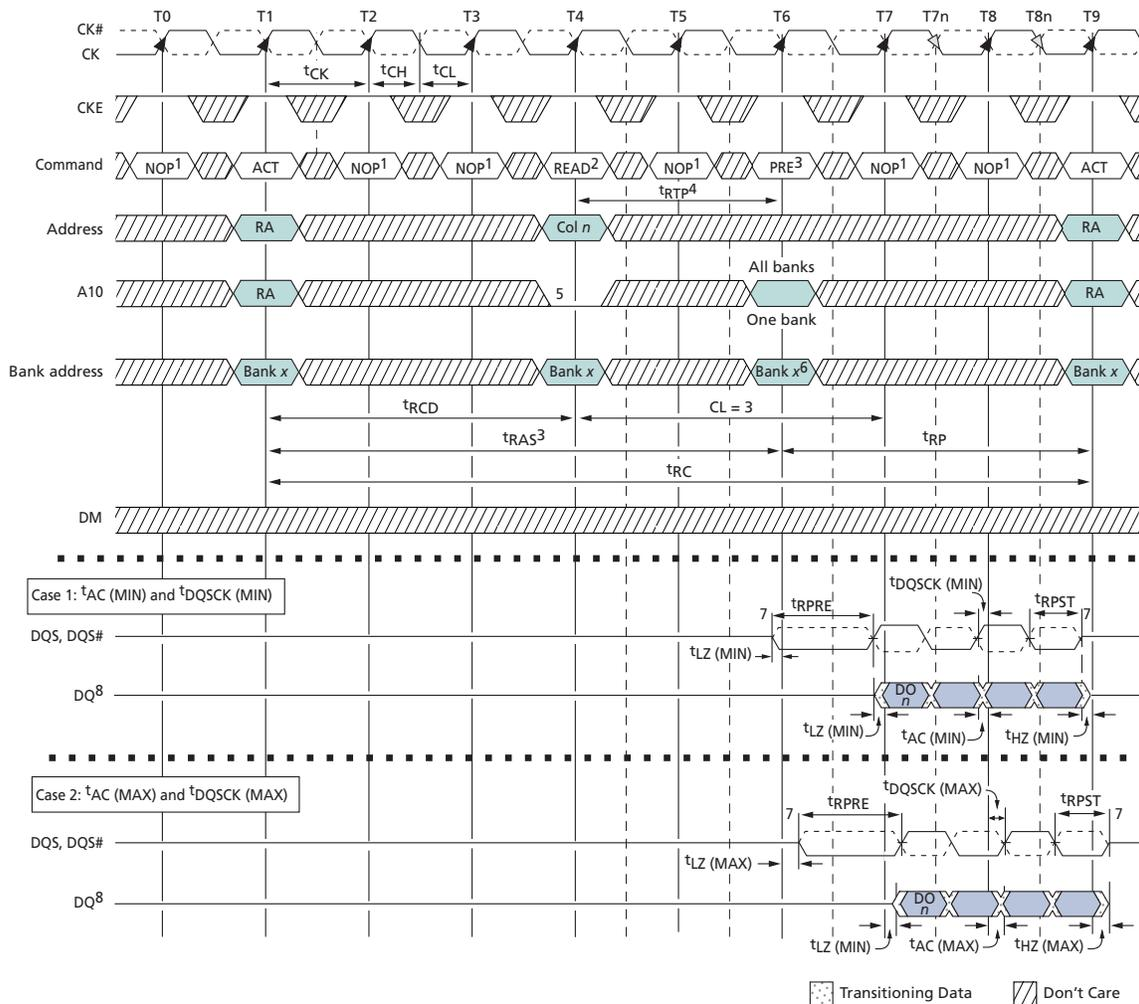 T0 T1 T2 T3 T4 T5 T6 T7 T7n T8 T8n T9
CK#
CK
tCK tCH tCL
CKE
Command NOP1 ACT NOP1 NOP1 READ2 NOP1 PRE3 NOP1 NOP1 ACT
tRTP4
Address RA Col n RA
All banks
A10 RA 5 RA
One bank
Bank address Bank x Bank x Bank x6 Bank x
tRCD CL = 3
tRAS3 tRP
tRC
DM
Case 1: tAC (MIN) and tDQSCK (MIN)
tDQSCK (MIN)
7 tRPRE tRPST 7
DQS, DQS#
tLZ (MIN)
DQ8 DO n
tLZ (MIN) tAC (MIN) tHZ (MIN)
Case 2: tAC (MAX) and tDQSCK (MAX)
tDQSCK (MAX)
7 tRPRE tRPST 7
DQS, DQS#
tLZ (MAX)
DQ8 DO n
tLZ (MIN) tAC (MAX) tHZ (MAX)
Transitioning Data Don't Care